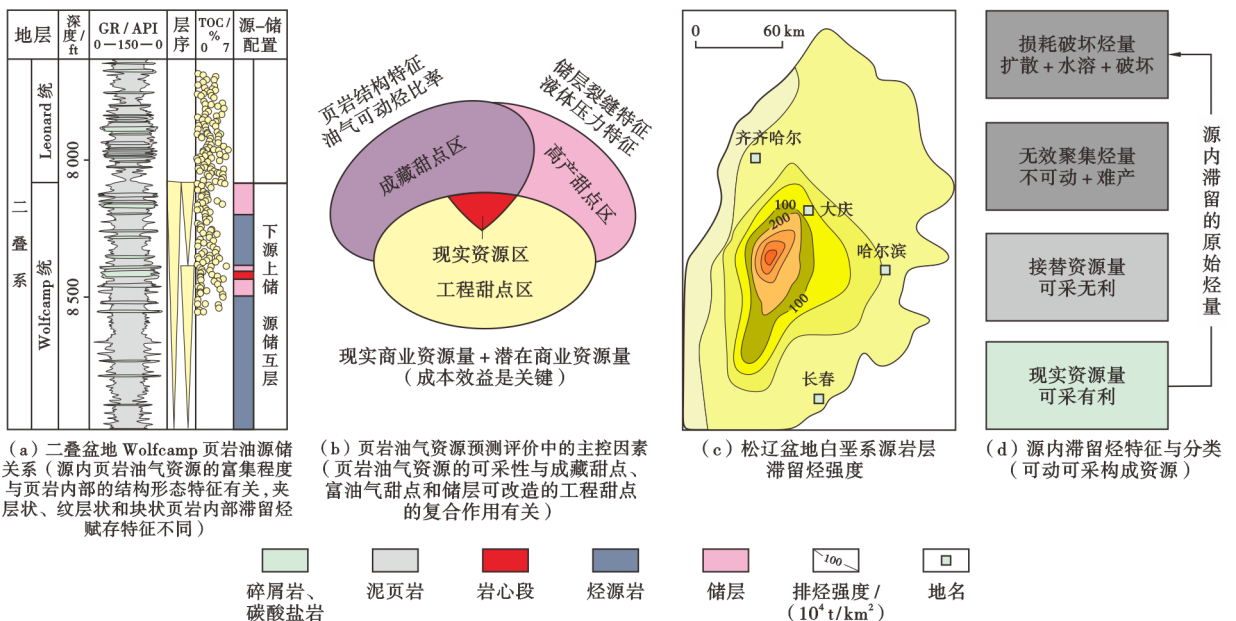 地层
深度/ft
GR / API
0—150—0
层序
TOC/%
0 7
源-储配置
二叠系
Leonard 统
Wolfcamp 统
8 000
8 500
下源上储
源储互层
(a) 二叠盆地 Wolfcamp 页岩油源储
关系(源内页岩油气资源的富集程度
与页岩内部的结构形态特征有关,夹
层状、纹层状和块状页岩内部滞留烃
赋存特征不同)
页岩结构特征
油气可动烃比率
储层裂缝特征
液体压力特征
成藏甜点区
高产甜点区
现实资源区
工程甜点区
现实商业资源量 + 潜在商业资源量
(成本效益是关键)
(b) 页岩油气资源预测评价中的主控因素
(页岩油气资源的可采性与成藏甜点、
富油气甜点和储层可改造的工程甜点
的复合作用有关)
0 60 km
齐齐哈尔
100
大庆
200
哈尔滨
100
长春
(c) 松辽盆地白垩系源岩层
滞留烃强度
损耗破坏烃量
扩散 + 水溶 + 破坏
无效聚集烃量
不可动 + 难产
接替资源量
可采无利
现实资源量
可采有利
源内滞留的原始烃量
(d) 源内滞留烃特征与分类
(可动可采构成资源)
碎屑岩、
碳酸盐岩
泥页岩
岩心段
烃源岩
储层
100
排烃强度 /
(10⁴ t/km²)
地名